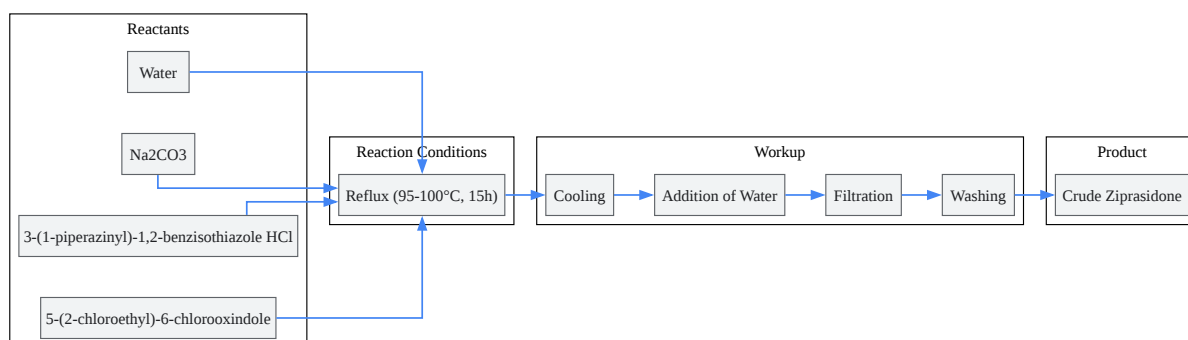 Reactants
Water
Na2CO3
3-(1-piperazinyl)-1,2-benzisothiazole HCl
5-(2-chloroethyl)-6-chlorooxindole
Reaction Conditions
Reflux (95-100°C, 15h)
Workup
Cooling
Addition of Water
Filtration
Washing
Product
Crude Ziprasidone